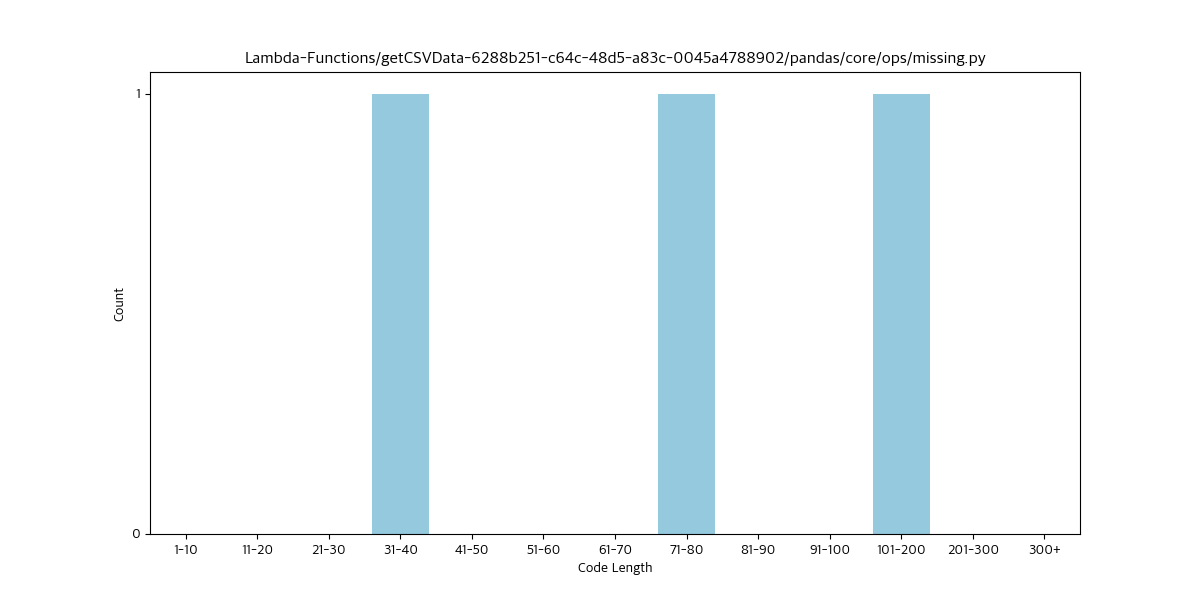 Lambda-Functions/getCSVData-6288b251-c64c-48d5-a83c-0045a4788902/pandas/core/ops/missing.py
1
Count
0
1-10 11-20 21-30 31-40 41-50 51-60 61-70 71-80 81-90 91-100 101-200 201-300 300+
Code Length